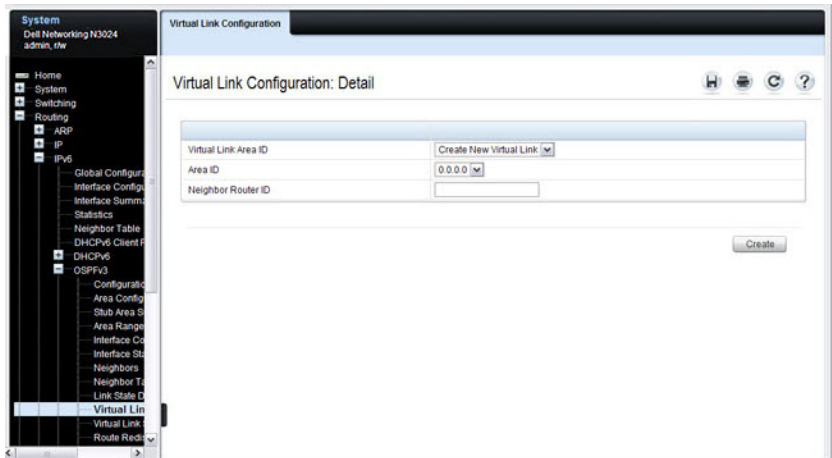 System
Dell Networking N3024
admin, r/w
Home
System
Switching
Routing
ARP
IP
IPv6
Global Configura
Interface Configu
Interface Summa
Statistics
Neighbor Table
DHCPv6 Client P
DHCPv6
OSPFv3
Configuratio
Area Config
Stub Area S
Area Range
Interface Co
Interface Sta
Neighbors
Neighbor Ta
Link State D
Virtual Lin
Virtual Link
Route Redis
Virtual Link Configuration
Virtual Link Configuration: Detail
?
Virtual Link Area ID Create New Virtual Link
Area ID 0.0.0.0
Neighbor Router ID
Create